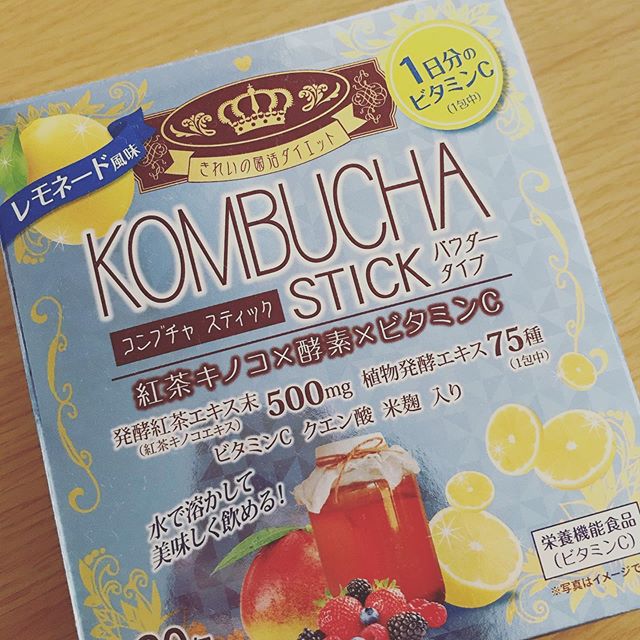 1日分の
ビタミンC
(1包中)
きれいの菌活ダイエット
レモネード風味
KOMBUCHA
STICK パウダータイプ
コンブチャ スティック
紅茶キノコ×酵素×ビタミンC
発酵紅茶エキス末 500mg 植物発酵エキス75種
(紅茶キノコエキス) (1包中)
ビタミンC クエン酸 米麹 入り
水で溶かして
美味しく飲める!
栄養機能食品
(ビタミンC)
※写真はイメージで